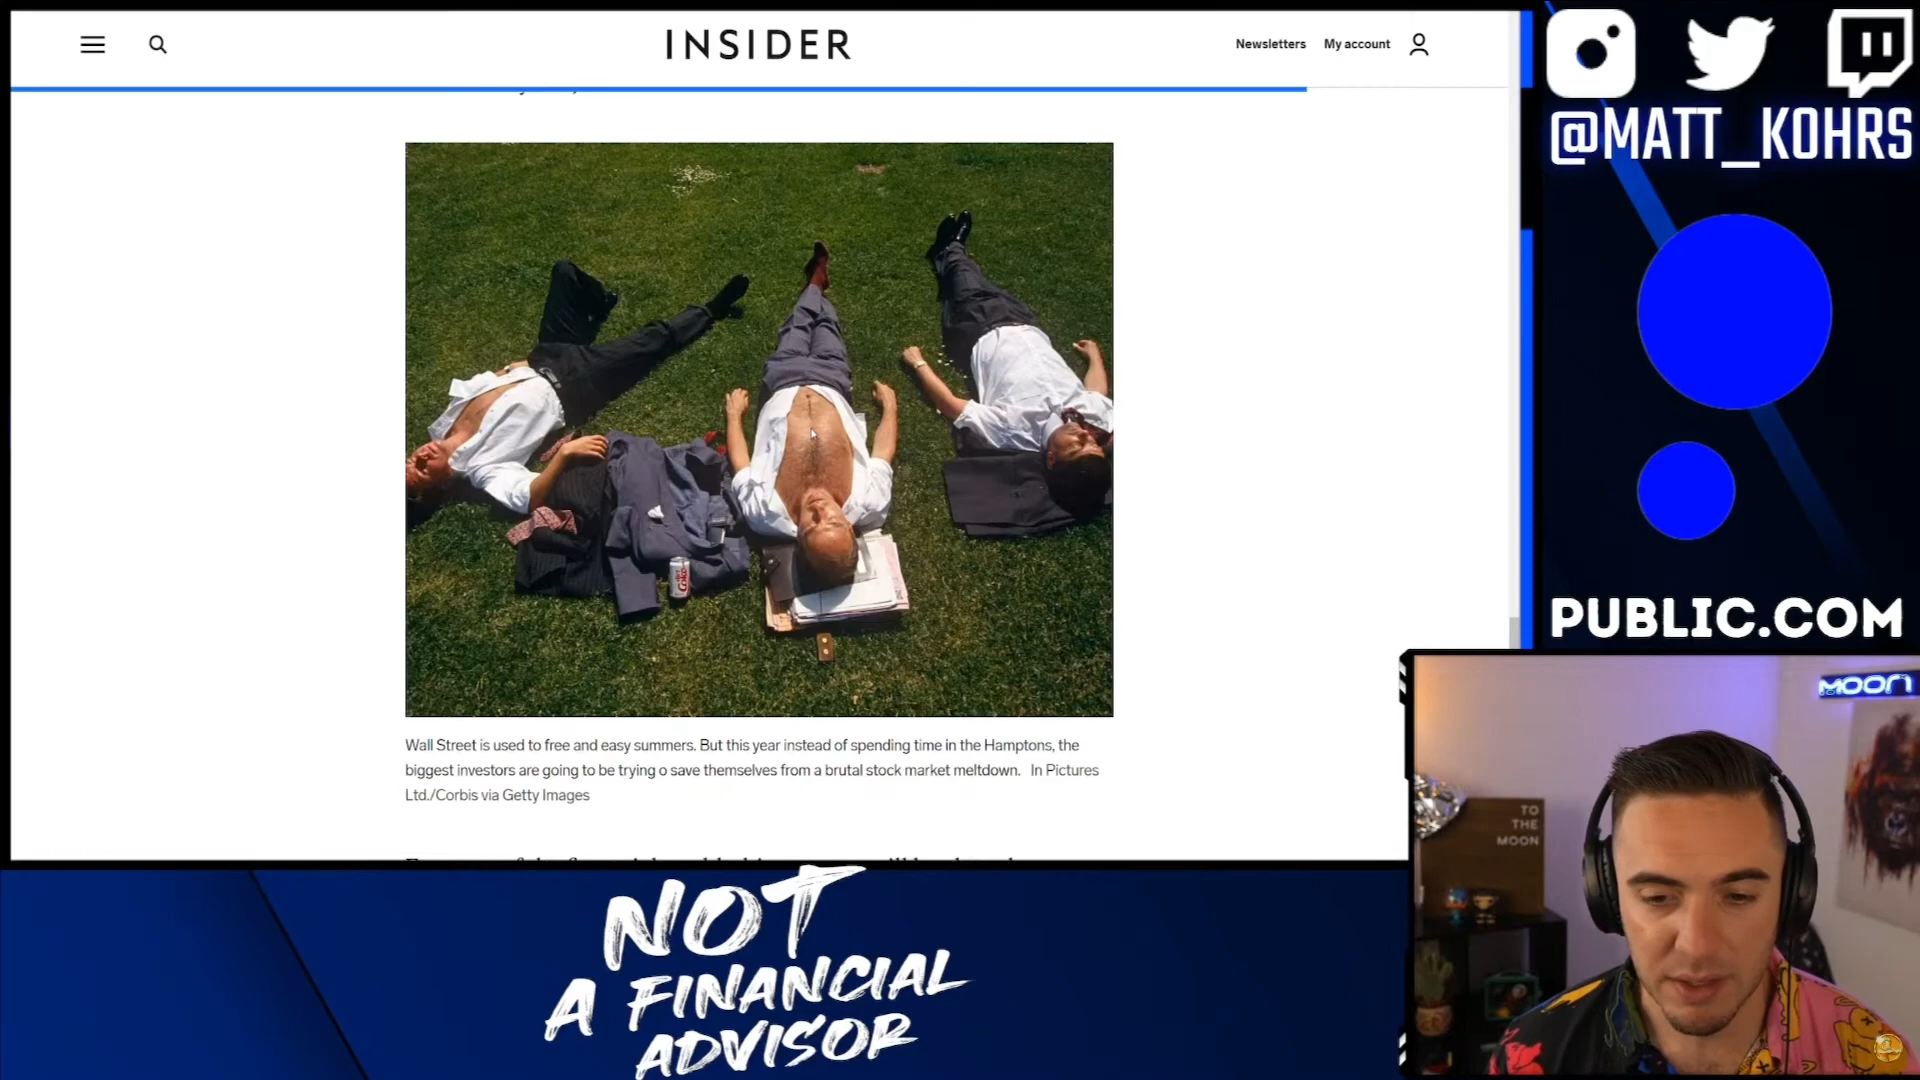 INSIDER
Newsletters My account
@MATT_KOHRS
Coke
Wall Street is used to free and easy summers. But this year instead of spending time in the Hamptons, the
biggest investors are going to be trying o save themselves from a brutal stock market meltdown. In Pictures
Ltd./Corbis via Getty Images
PUBLIC.COM
MOON
TO
THE
MOON
NOT
A FINANCIAL
ADVISOR